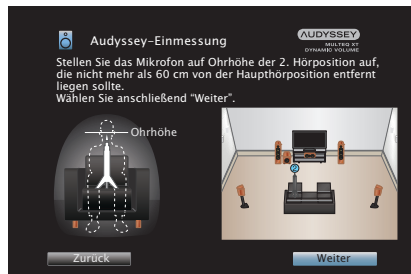 Audyssey-Einmessung
AUDYSSEY
MULTEQ XT
DYNAMIC VOLUME
Stellen Sie das Mikrofon auf Ohrhöhe der 2. Hörposition auf,
die nicht mehr als 60 cm von der Haupthörposition entfernt
liegen sollte.
Wählen Sie anschließend “Weiter”.
Ohrhöhe
2
Zurück
Weiter